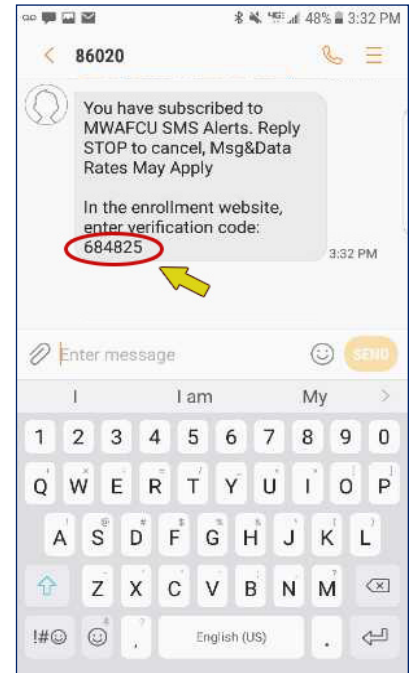 48% 3:32 PM
86020
You have subscribed to
MWAFCU SMS Alerts. Reply
STOP to cancel, Msg&Data
Rates May Apply
In the enrollment website,
enter verification code:
684825
3:32 PM
Enter message
SEND
I I am My
1 2 3 4 5 6 7 8 9 0
Q W E R T Y U I O P
A S D F G H J K L
Z X C V B N M
!#☺ , English (US) .